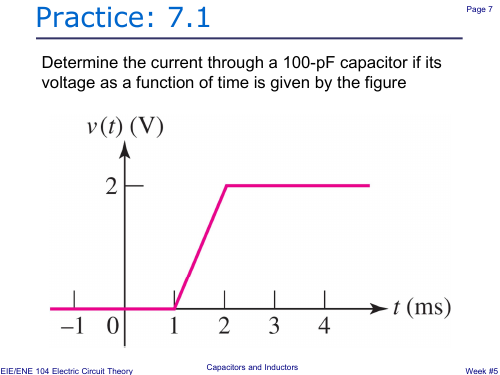 Practice: 7.1
Page 7
Determine the current through a 100-pF capacitor if its
voltage as a function of time is given by the figure
v(t) (V)
2
t (ms)
–1 0 1 2 3 4
EIE/ENE 104 Electric Circuit Theory
Capacitors and Inductors
Week #5